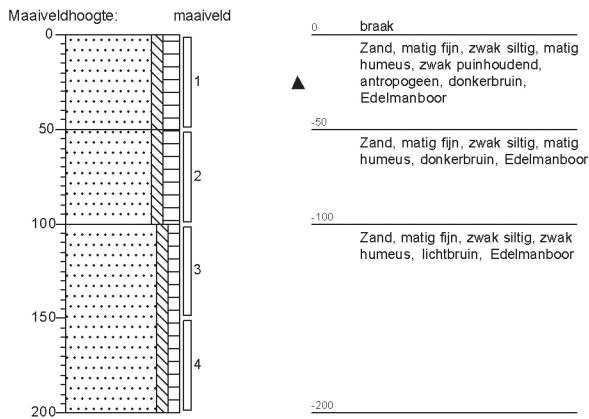 Maaiveldhoogte: maaiveld
0
50
100
150
200
1
2
3
4
0
braak
Zand, matig fijn, zwak siltig, matig
humeus, zwak puinhoudend,
antropogeen, donkerbruin,
Edelmanboor
-50
Zand, matig fijn, zwak siltig, matig
humeus, donkerbruin, Edelmanboor
-100
Zand, matig fijn, zwak siltig, zwak
humeus, lichtbruin, Edelmanboor
-200